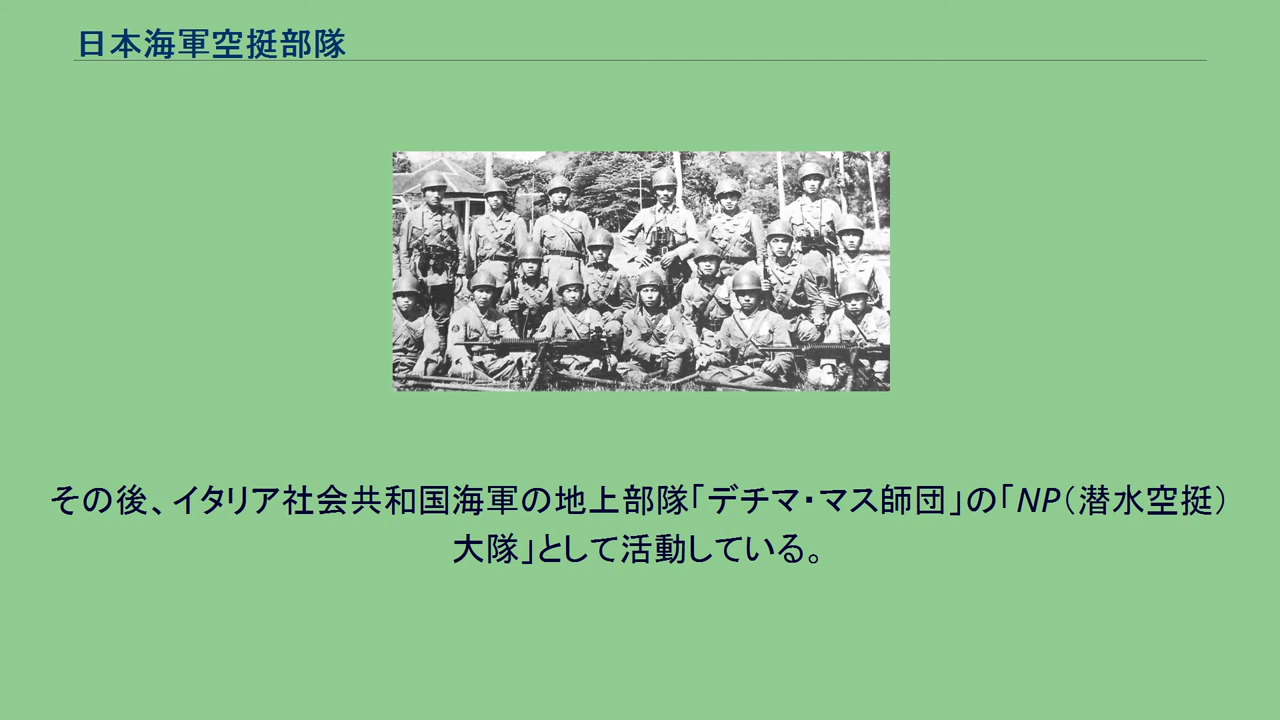 日本海軍空挺部隊
その後、イタリア社会共和国海軍の地上部隊「デチマ・マス師団」の「NP(潜水空挺)
大隊」として活動している。